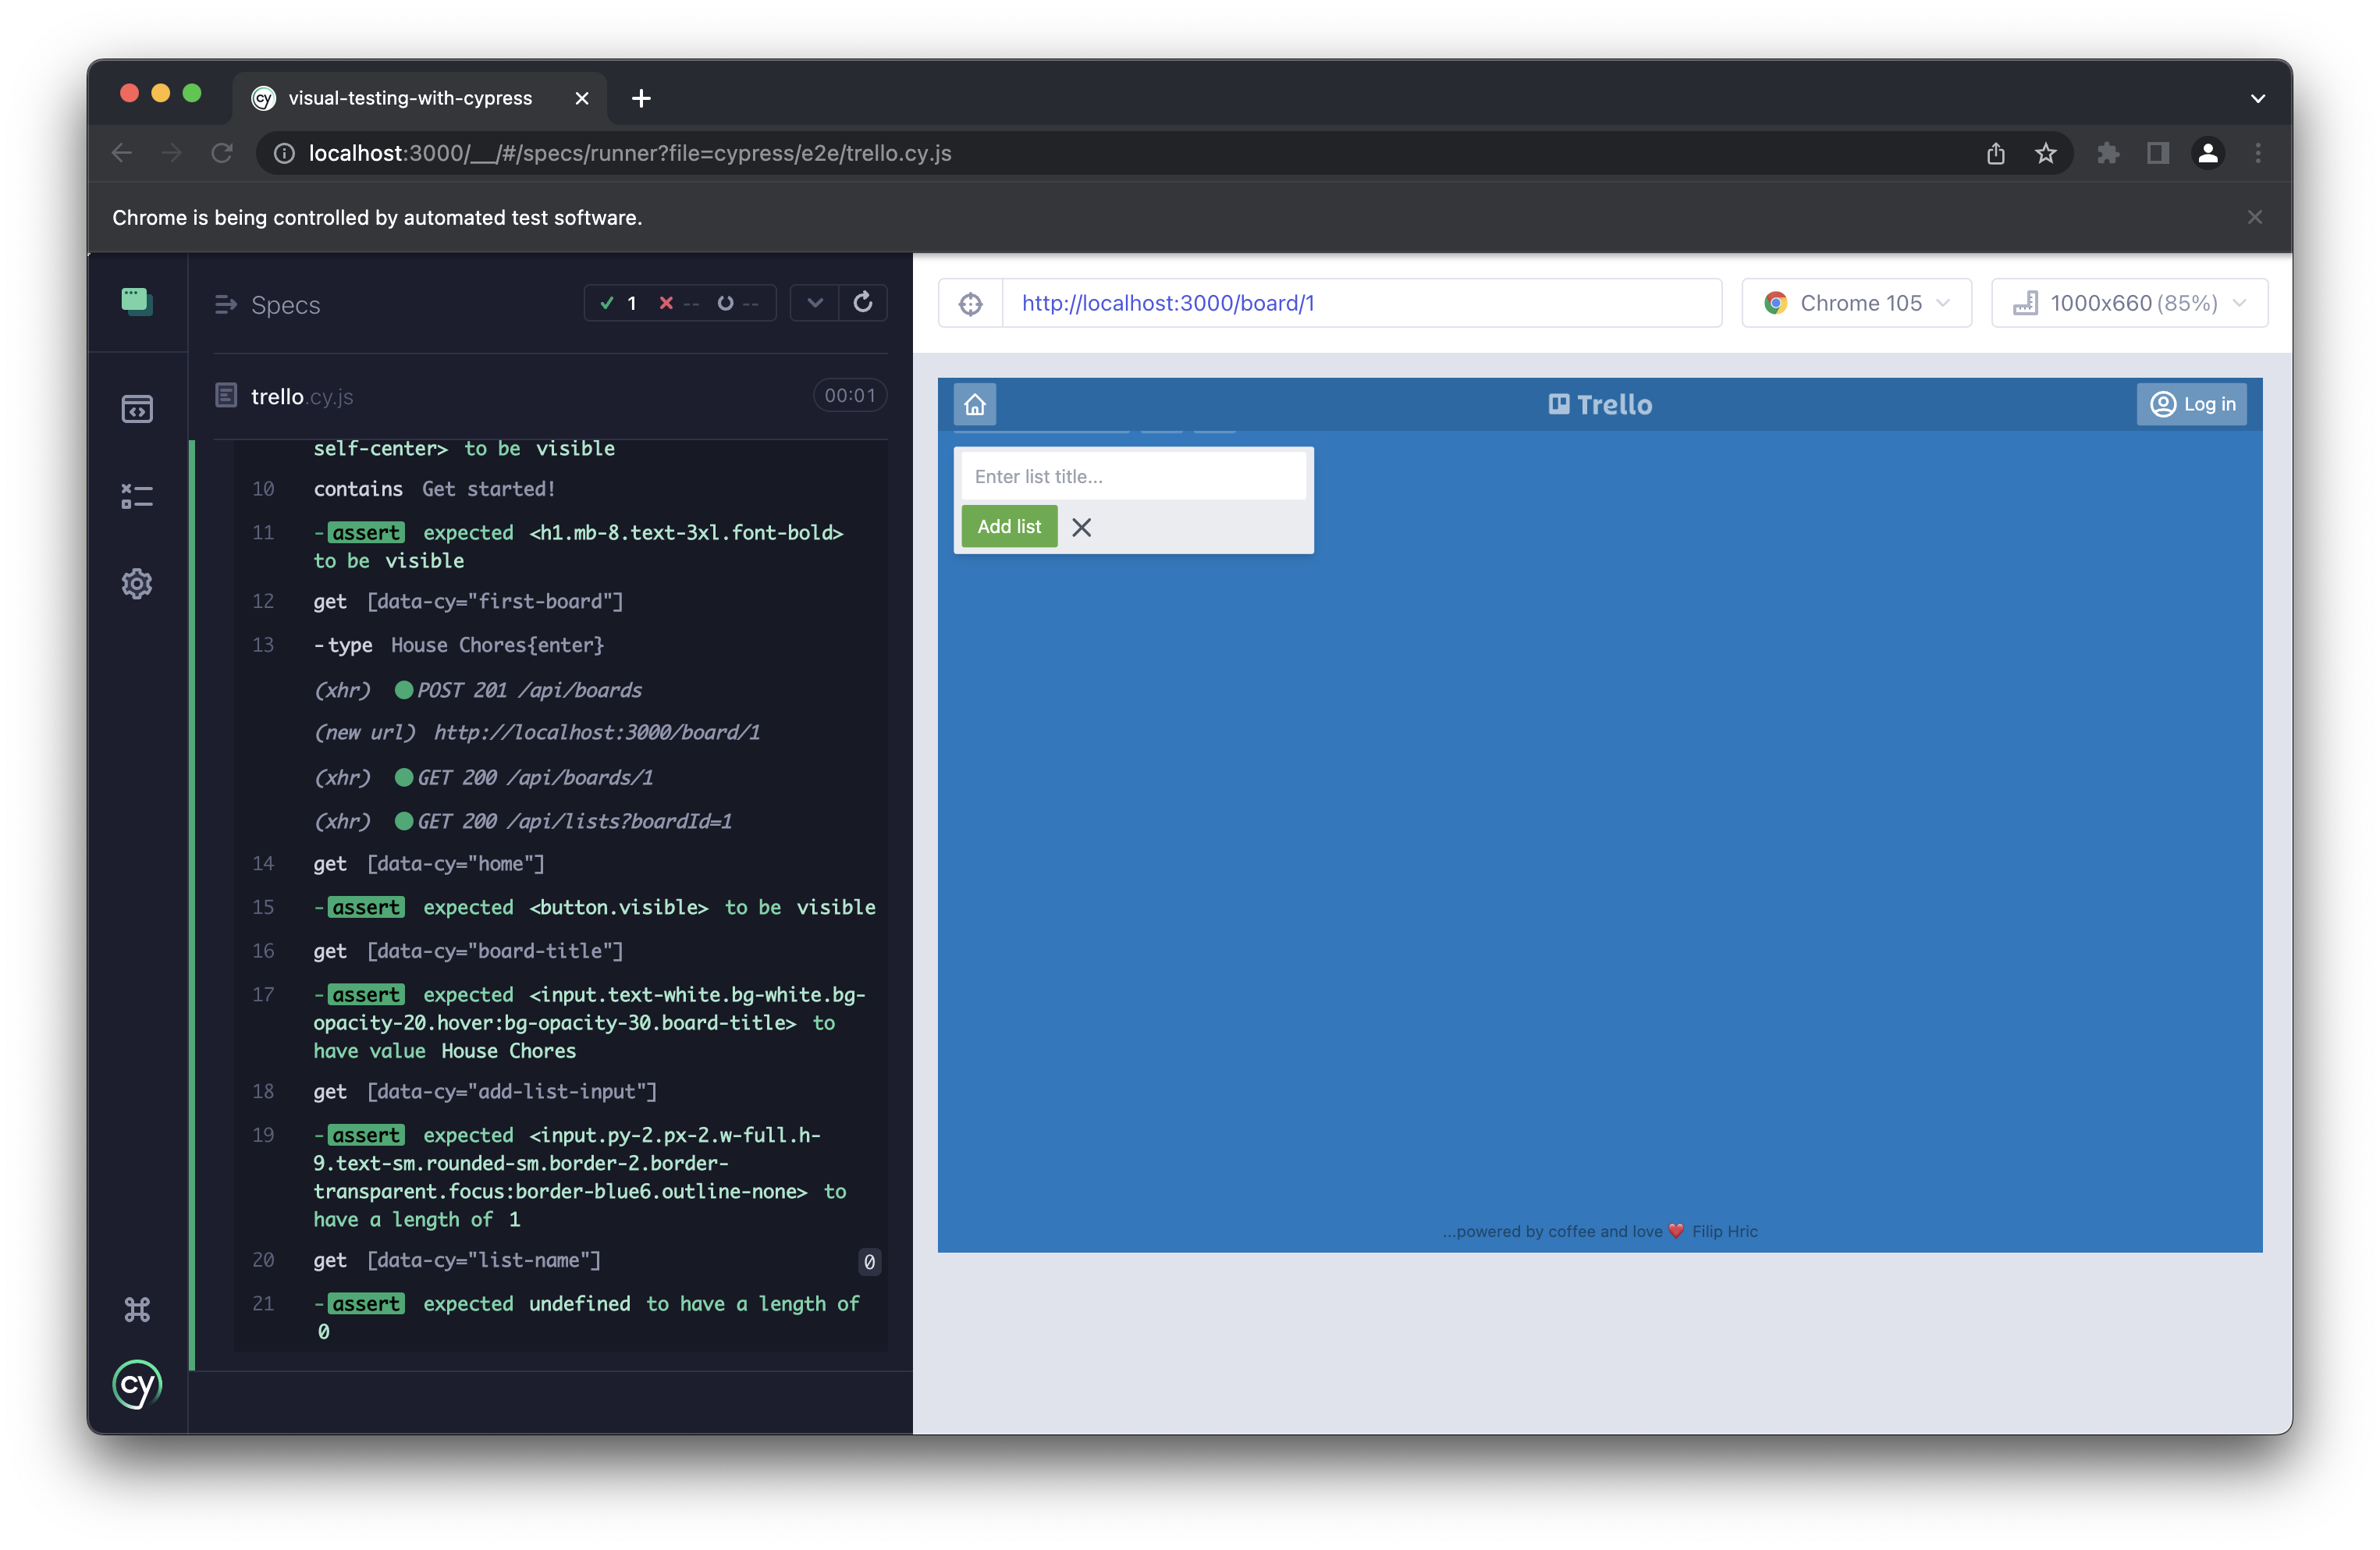 visual-testing-with-cypress
localhost:3000/__/#/specs/runner?file=cypress/e2e/trello.cy.js
Chrome is being controlled by automated test software.
Specs
1 -- --
trello.cy.js
00:01
self-center> to be visible
10 contains Get started!
11 -assert expected <h1.mb-8.text-3xl.font-bold>
to be visible
12 get [data-cy="first-board"]
13 -type House Chores{enter}
(xhr) POST 201 /api/boards
(new url) http://localhost:3000/board/1
(xhr) GET 200 /api/boards/1
(xhr) GET 200 /api/lists?boardId=1
14 get [data-cy="home"]
15 -assert expected <button.visible> to be visible
16 get [data-cy="board-title"]
17 -assert expected <input.text-white.bg-white.bg-
opacity-20.hover:bg-opacity-30.board-title> to
have value House Chores
18 get [data-cy="add-list-input"]
19 -assert expected <input.py-2.px-2.w-full.h-
9.text-sm.rounded-sm.border-2.border-
transparent.focus:border-blue6.outline-none> to
have a length of 1
20 get [data-cy="list-name"] 0
21 -assert expected undefined to have a length of
0
cy
http://localhost:3000/board/1
Chrome 105
1000x660 (85%)
Trello
Log in
Enter list title...
Add list
...powered by coffee and love ❤️ Filip Hric